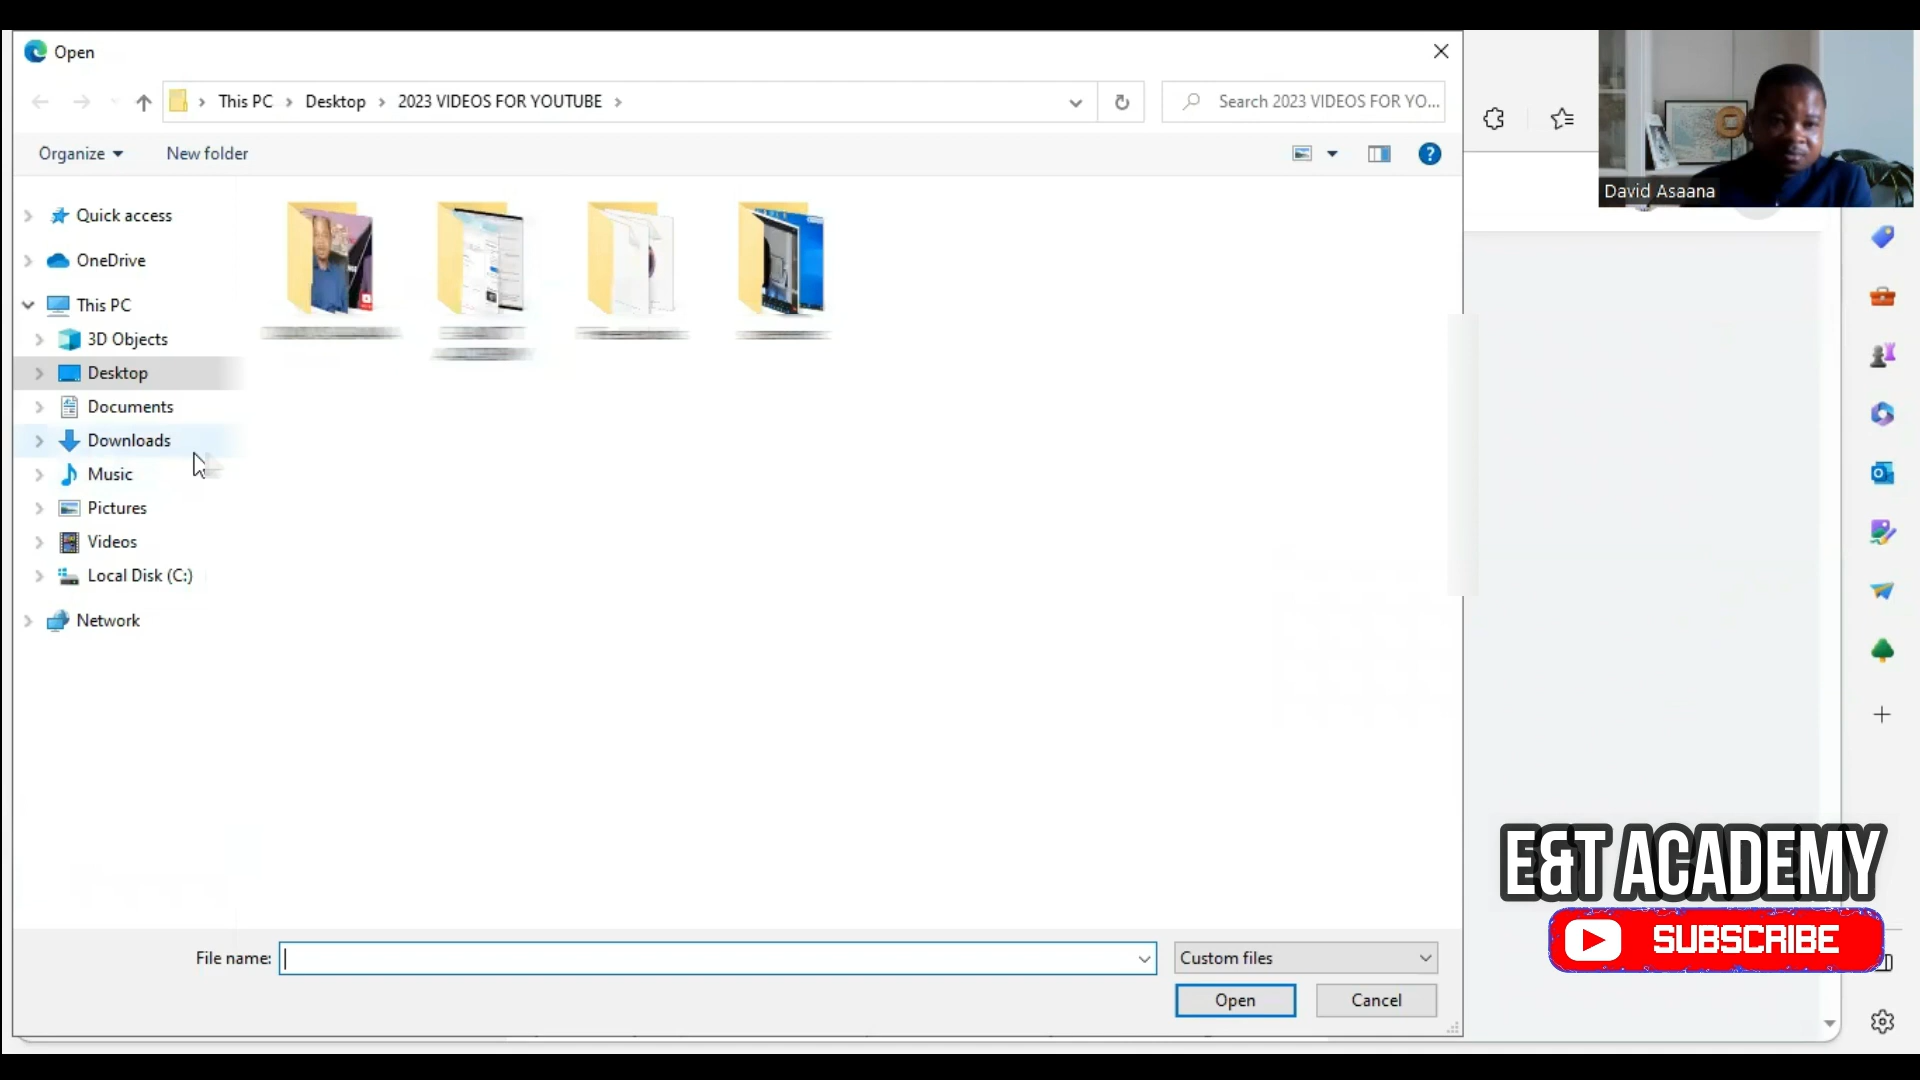 Open
This PC
Desktop
2023 VIDEOS FOR YOUTUBE
Search 2023 VIDEOS FOR YO...
Organize
New folder
David Asaana
Quick access
OneDrive
This PC
3D Objects
Desktop
Documents
Downloads
Music
Pictures
Videos
Local Disk (C:)
Network
File name:
Custom files
Open
Cancel
E&T ACADEMY
SUBSCRIBE